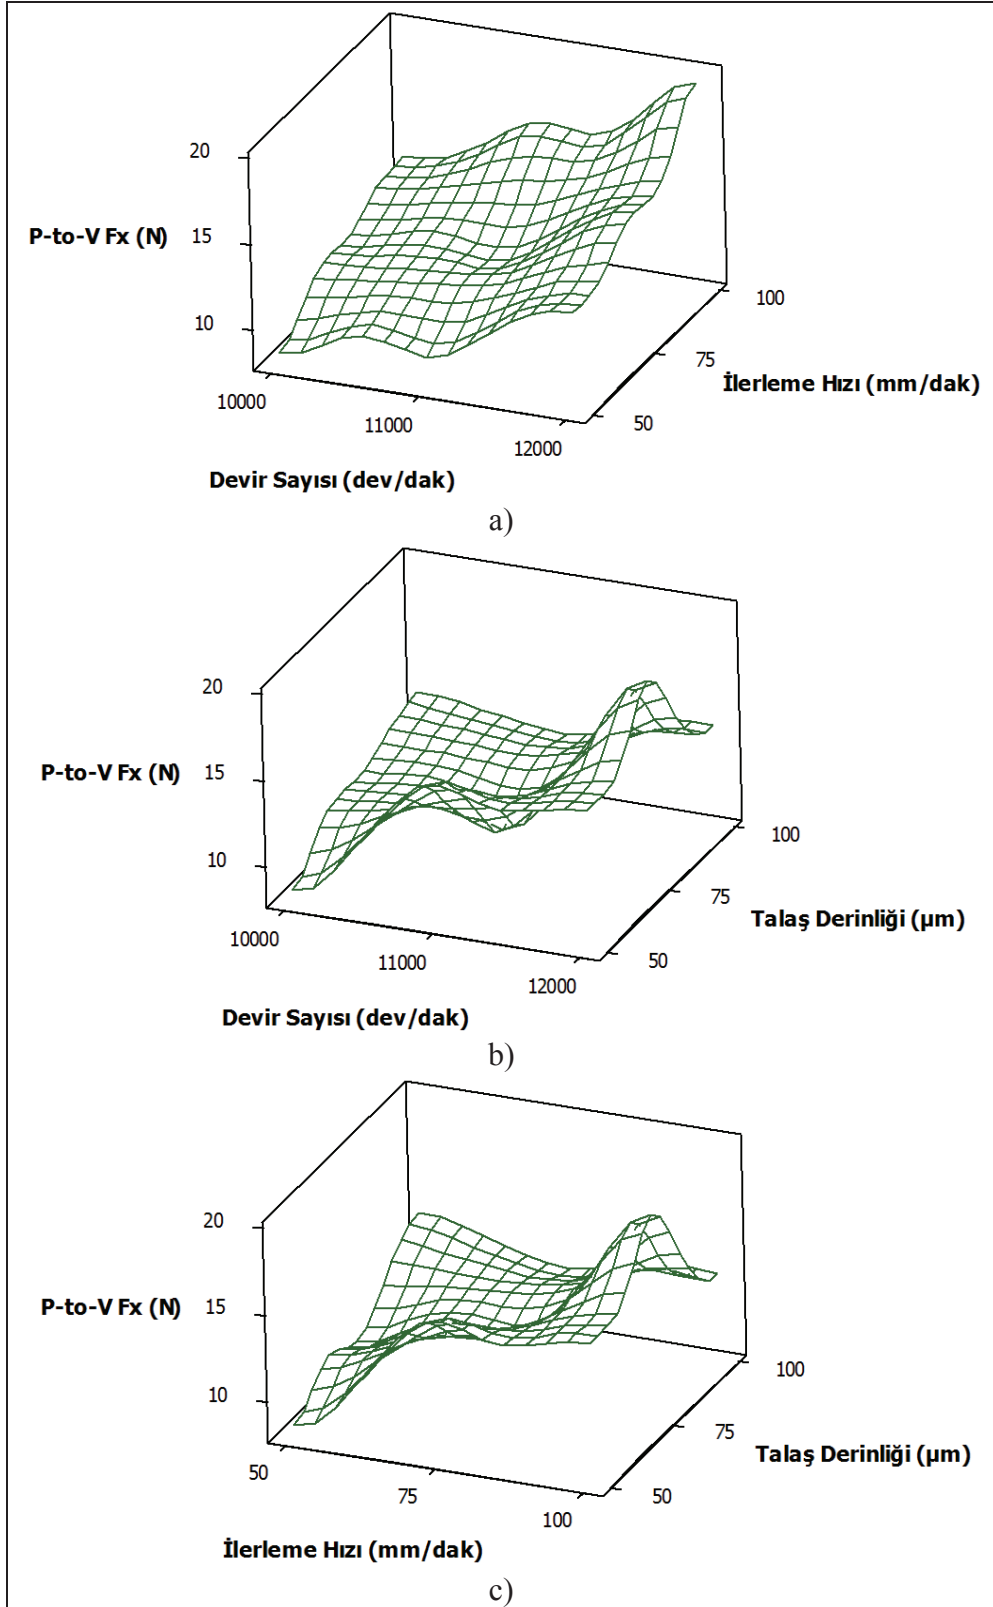 20
P-to-V Fx (N)
15
10
10000
11000
12000
50
75
100
İlerleme Hızı (mm/dak)
Devir Sayısı (dev/dak)
a)
20
P-to-V Fx (N)
15
10
10000
11000
12000
50
75
100
Talaş Derinliği (µm)
Devir Sayısı (dev/dak)
b)
20
P-to-V Fx (N)
15
10
50
75
100
50
75
100
Talaş Derinliği (µm)
İlerleme Hızı (mm/dak)
c)